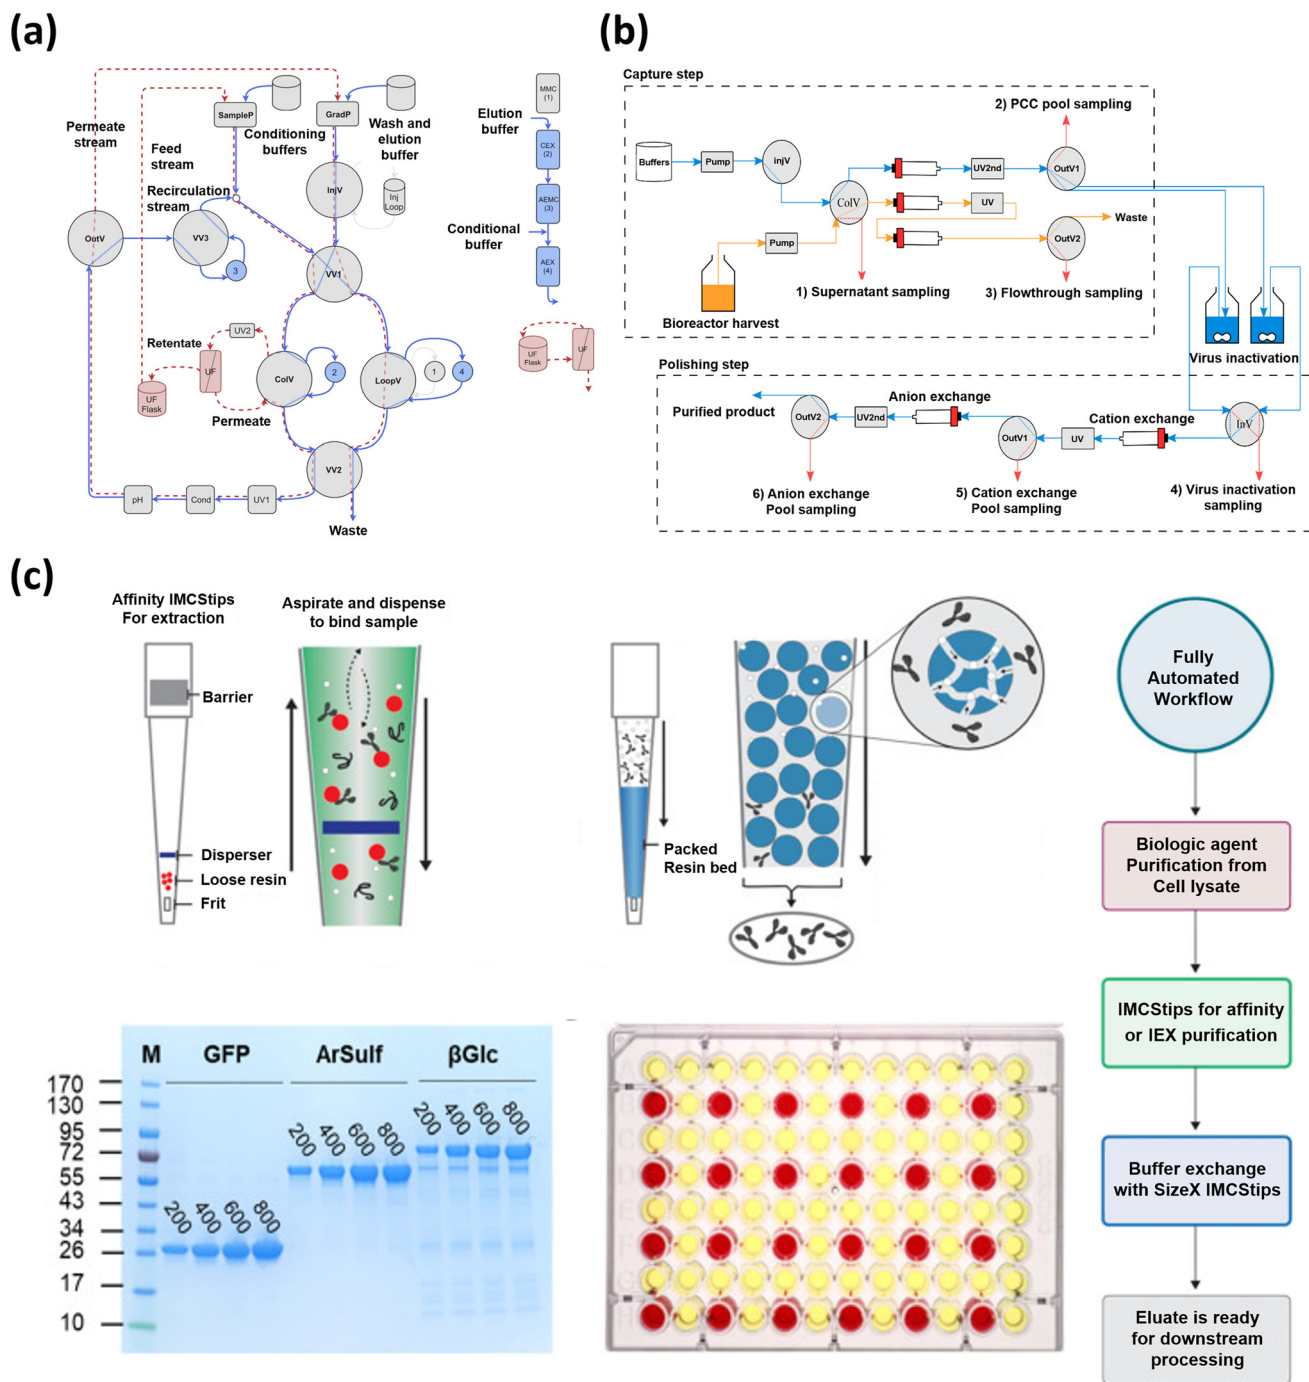 (a)
Permeate
stream
SampleP
GradP
Conditioning
buffers
Wash and
elution
buffer
Feed
stream
Recirculation
stream
InjV
Inj
Loop
OutV
VV3
3
VV1
Retentate
UV2
UF
UF
Flask
ColV
2
LoopV
1
4
Permeate
VV2
pH
Cond
UV1
Waste
MMC
(1)
Elution
buffer
CEX
(2)
AEMC
(3)
Conditional
buffer
AEX
(4)
UF
Flask
UF
(b)
Capture step
2) PCC pool sampling
Buffers
Pump
injV
UV2nd
OutV1
ColV
UV
Waste
Pump
OutV2
1) Supernatant sampling
3) Flowthrough sampling
Bioreactor harvest
Virus inactivation
Polishing step
Purified product
OutV2
UV2nd
Anion exchange
OutV1
UV
Cation exchange
InV
6) Anion exchange
Pool sampling
5) Cation exchange
Pool sampling
4) Virus inactivation
sampling
(c)
Affinity IMCStips
For extraction
Aspirate and dispense
to bind sample
Barrier
Disperser
Loose resin
Frit
Packed
Resin bed
Fully
Automated
Workflow
Biologic agent
Purification from
Cell lysate
IMCStips for affinity
or IEX purification
Buffer exchange
with SizeX IMCStips
Eluate is ready
for downstream
processing
M GFP ArSulf βGlc
170
130
95
72
55
43
34
26
17
10
200 400 600 800
200 400 600 800
200 400 600 800